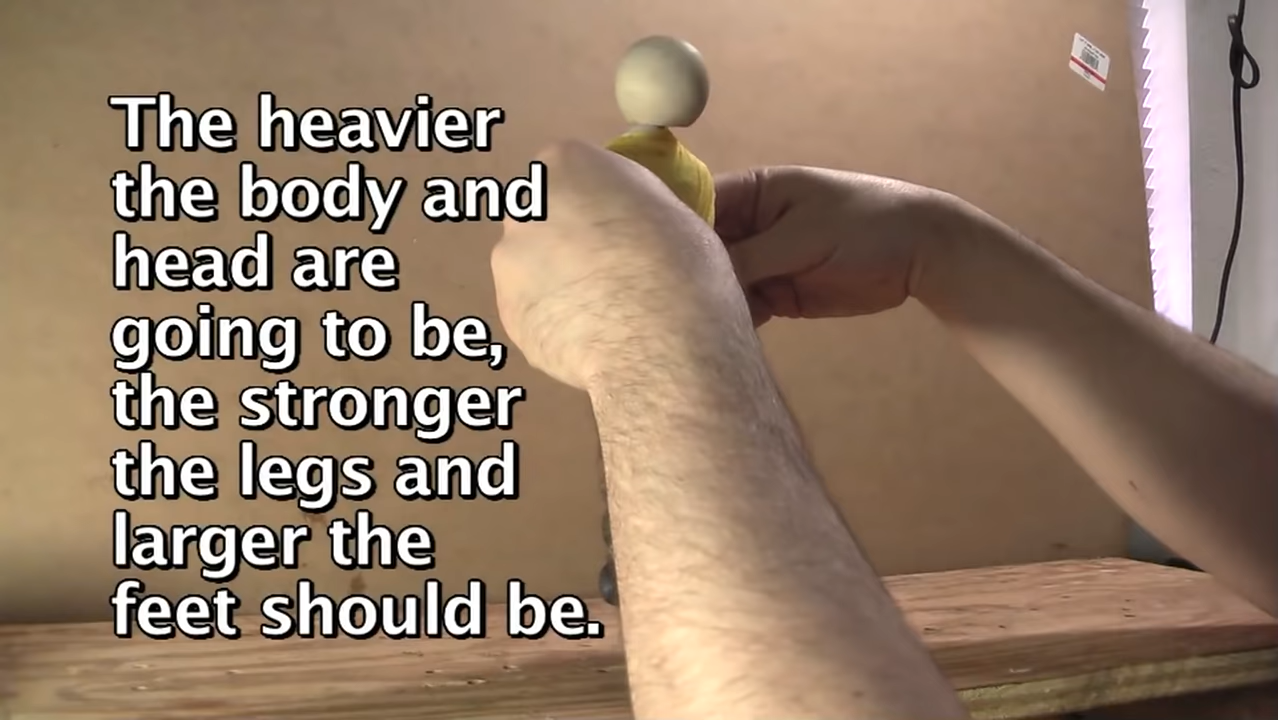 The heavier
the body and
head are
going to be,
the stronger
the legs and
larger the
feet should be.